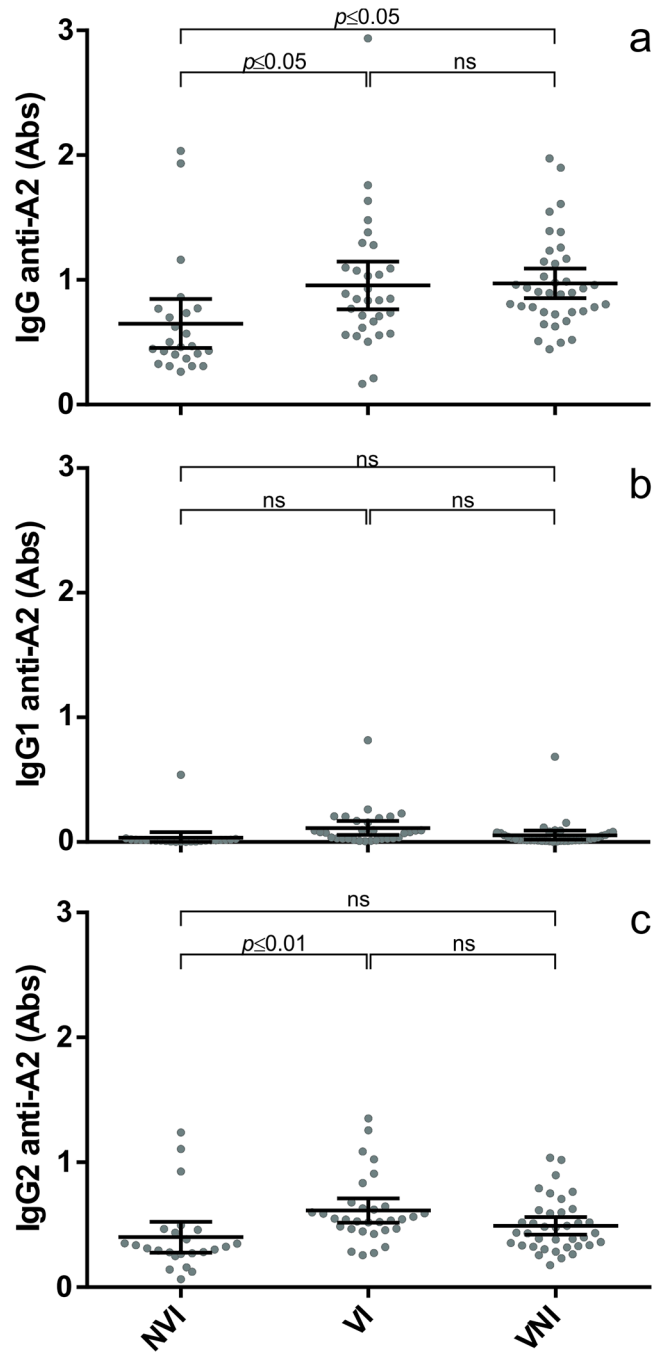 p≤0.05
a
p≤0.05
ns
3
2
1
0
IgG anti-A2 (Abs)
ns
b
ns
ns
3
2
1
0
IgG1 anti-A2 (Abs)
ns
c
p≤0.01
ns
3
2
1
0
IgG2 anti-A2 (Abs)
NVI
VI
VNI